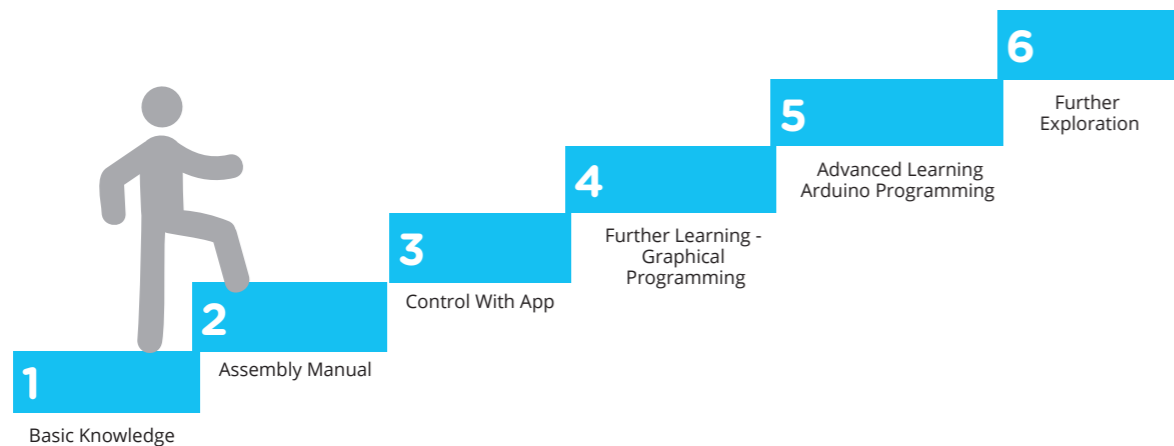 1
Basic Knowledge
2
Assembly Manual
3
Control With App
4
Further Learning -
Graphical
Programming
5
Advanced Learning
Arduino Programming
6
Further
Exploration